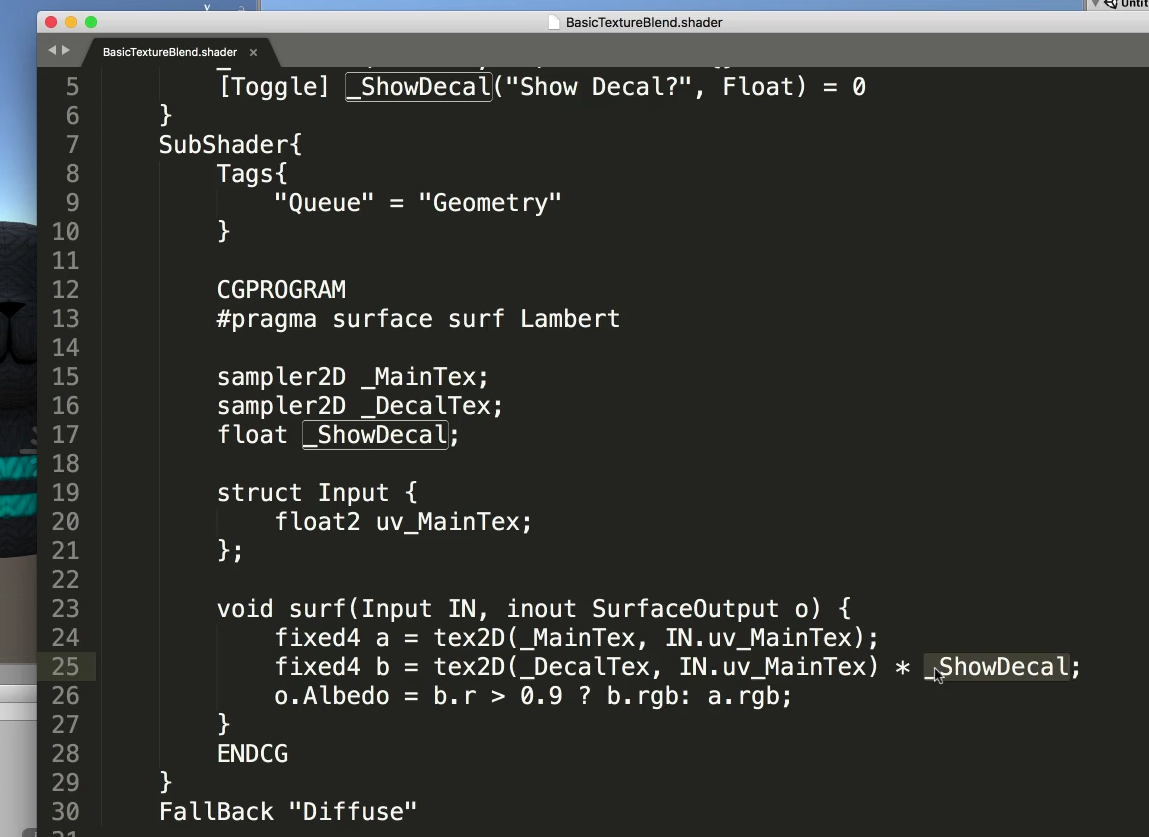 Untit
BasicTextureBlend.shader
BasicTextureBlend.shader ×
5 [Toggle] _ShowDecal("Show Decal?", Float) = 0
6 }
7 SubShader{
8 Tags{
9 "Queue" = "Geometry"
10 }
11
12 CGPROGRAM
13 #pragma surface surf Lambert
14
15 sampler2D _MainTex;
16 sampler2D _DecalTex;
17 float _ShowDecal;
18
19 struct Input {
20 float2 uv_MainTex;
21 };
22
23 void surf(Input IN, inout SurfaceOutput o) {
24 fixed4 a = tex2D(_MainTex, IN.uv_MainTex);
25 fixed4 b = tex2D(_DecalTex, IN.uv_MainTex) * _ShowDecal;
26 o.Albedo = b.r > 0.9 ? b.rgb: a.rgb;
27 }
28 ENDCG
29 }
30 FallBack "Diffuse"
31